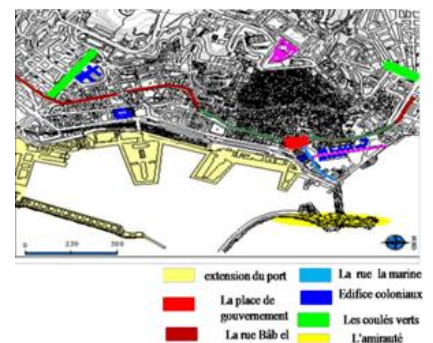 0 250 500
extension du port
La rue la marine
La place de
gouvernement
Edifice coloniaux
Les coulés verts
La rue Bâb el
L'amirauté